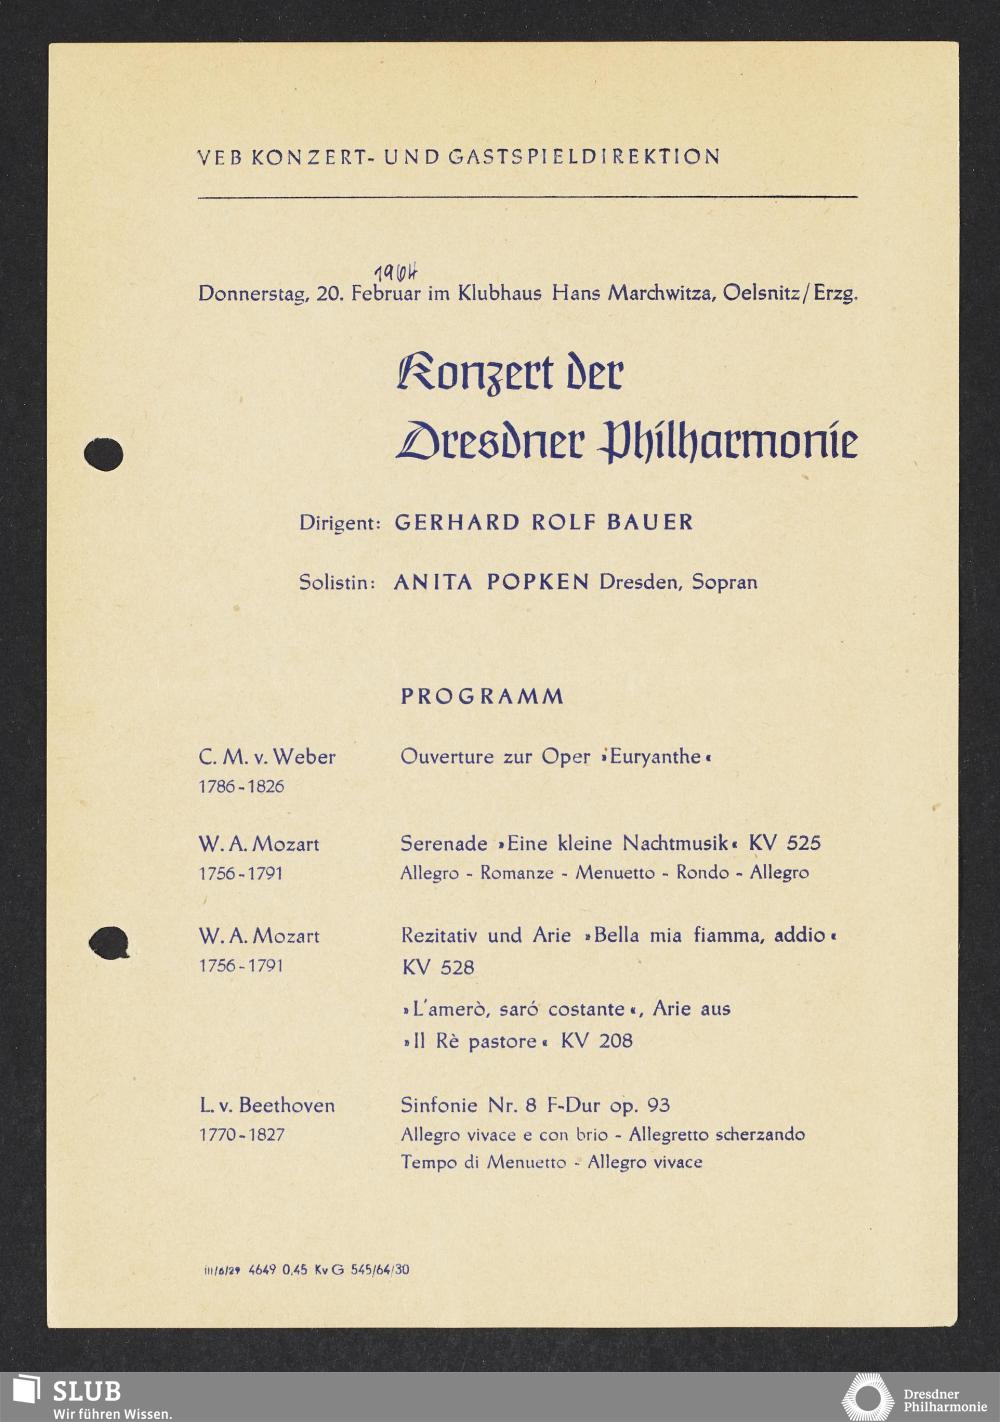 VEB KONZERT- UND GASTSPIELDIREKTION
1964
Donnerstag, 20. Februar im Klubhaus Hans Marchwitza, Oelsnitz/Erzg.
Konzert der
Dresdner Philharmonie
Dirigent: GERHARD ROLF BAUER
Solistin: ANITA POPKEN Dresden, Sopran
PROGRAMM
C. M. v. Weber Ouverture zur Oper »Euryanthe«
1786-1826
W. A. Mozart Serenade »Eine kleine Nachtmusik« KV 525
1756-1791 Allegro - Romanze - Menuetto - Rondo - Allegro
W. A. Mozart Rezitativ und Arie »Bella mia fiamma, addio«
1756-1791 KV 528
»L'amerò, saró costante«, Arie aus
»Il Rè pastore« KV 208
L. v. Beethoven Sinfonie Nr. 8 F-Dur op. 93
1770-1827 Allegro vivace e con brio - Allegretto scherzando
Tempo di Menuetto - Allegro vivace
III/6/29 4649 0,45 Kv G 545/64/30
SLUB
Wir führen Wissen.
Dresdner
Philharmonie